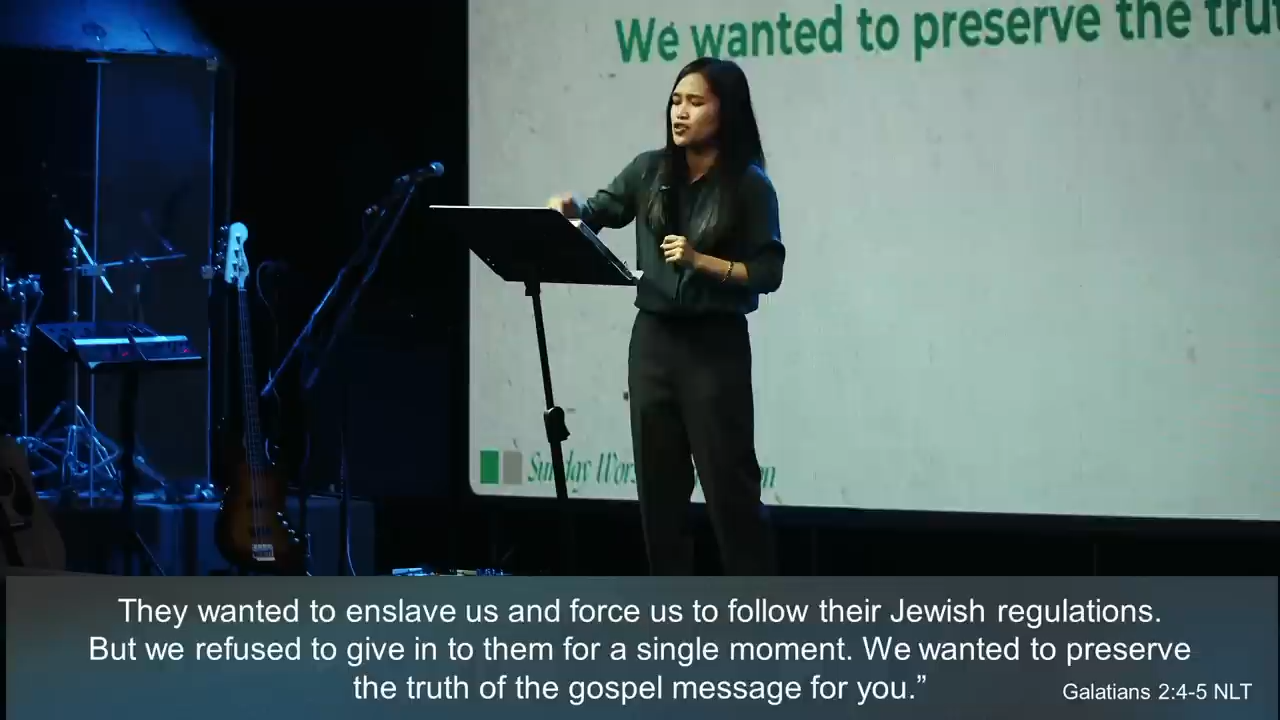 We wanted to preserve the
Sunday
They wanted to enslave us and force us to follow their Jewish regulations.
But we refused to give in to them for a single moment. We wanted to preserve
the truth of the gospel message for you.”
Galatians 2:4-5 NLT